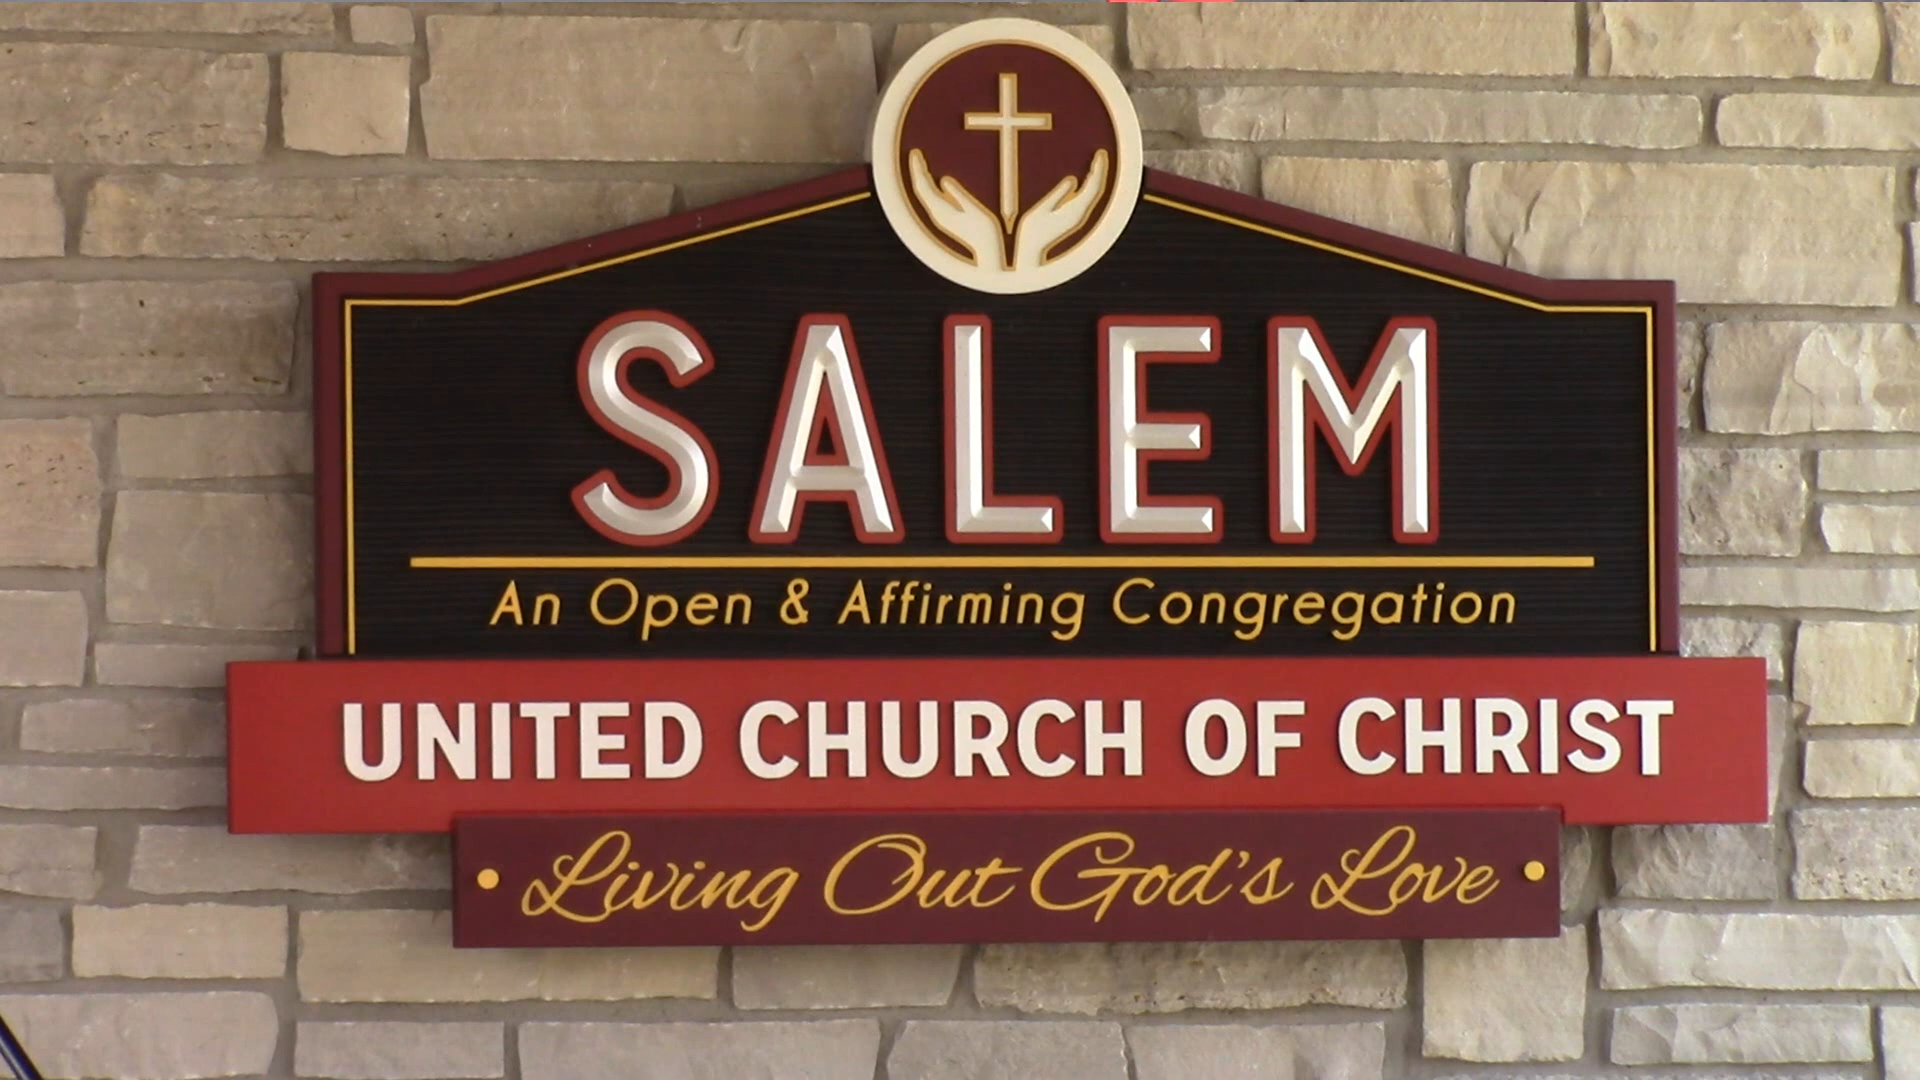 SALEM
An Open & Affirming Congregation
UNITED CHURCH OF CHRIST
• Living Out God's Love •